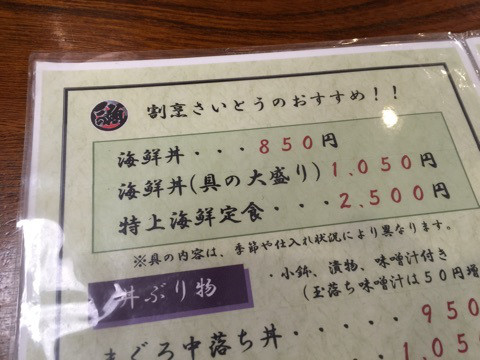 割烹さいとうのおすすめ！！
海鮮丼・・・８５０円
海鮮丼(具の大盛り)１.０５０円
特上海鮮定食・・・２.５００円
※具の内容は、季節や仕入れ状況により異なります。
・小鉢、漬物、味噌汁付き
丼ぶり物
(玉落ち味噌汁は５０円増
まぐろ中落ち丼・・・・・９５０
１０５０